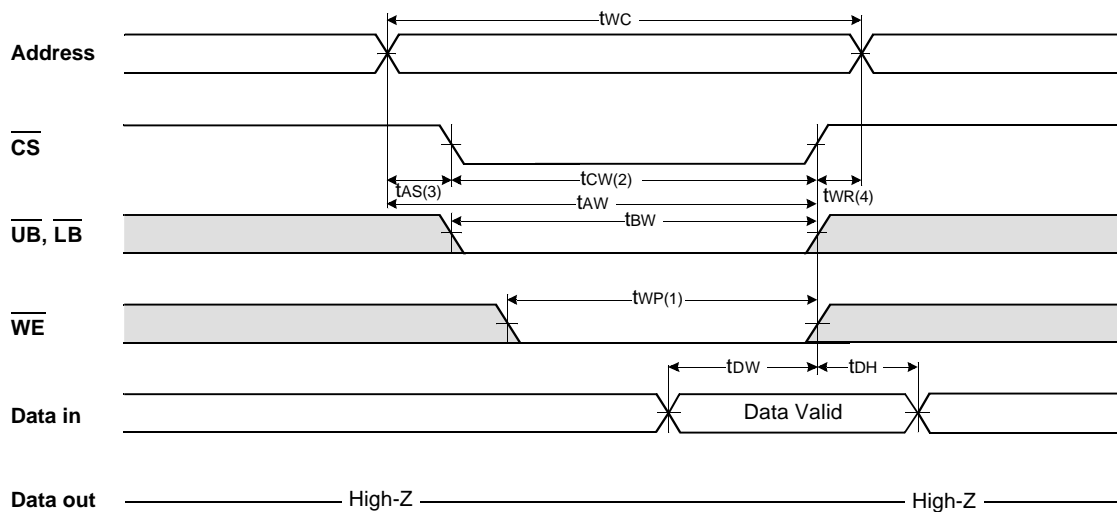 tWC
Address
CS
tAS(3)
tCW(2)
tWR(4)
tAW
UB, LB
tBW
WE
tWP(1)
tDW
tDH
Data in
Data Valid
Data out
High-Z
High-Z